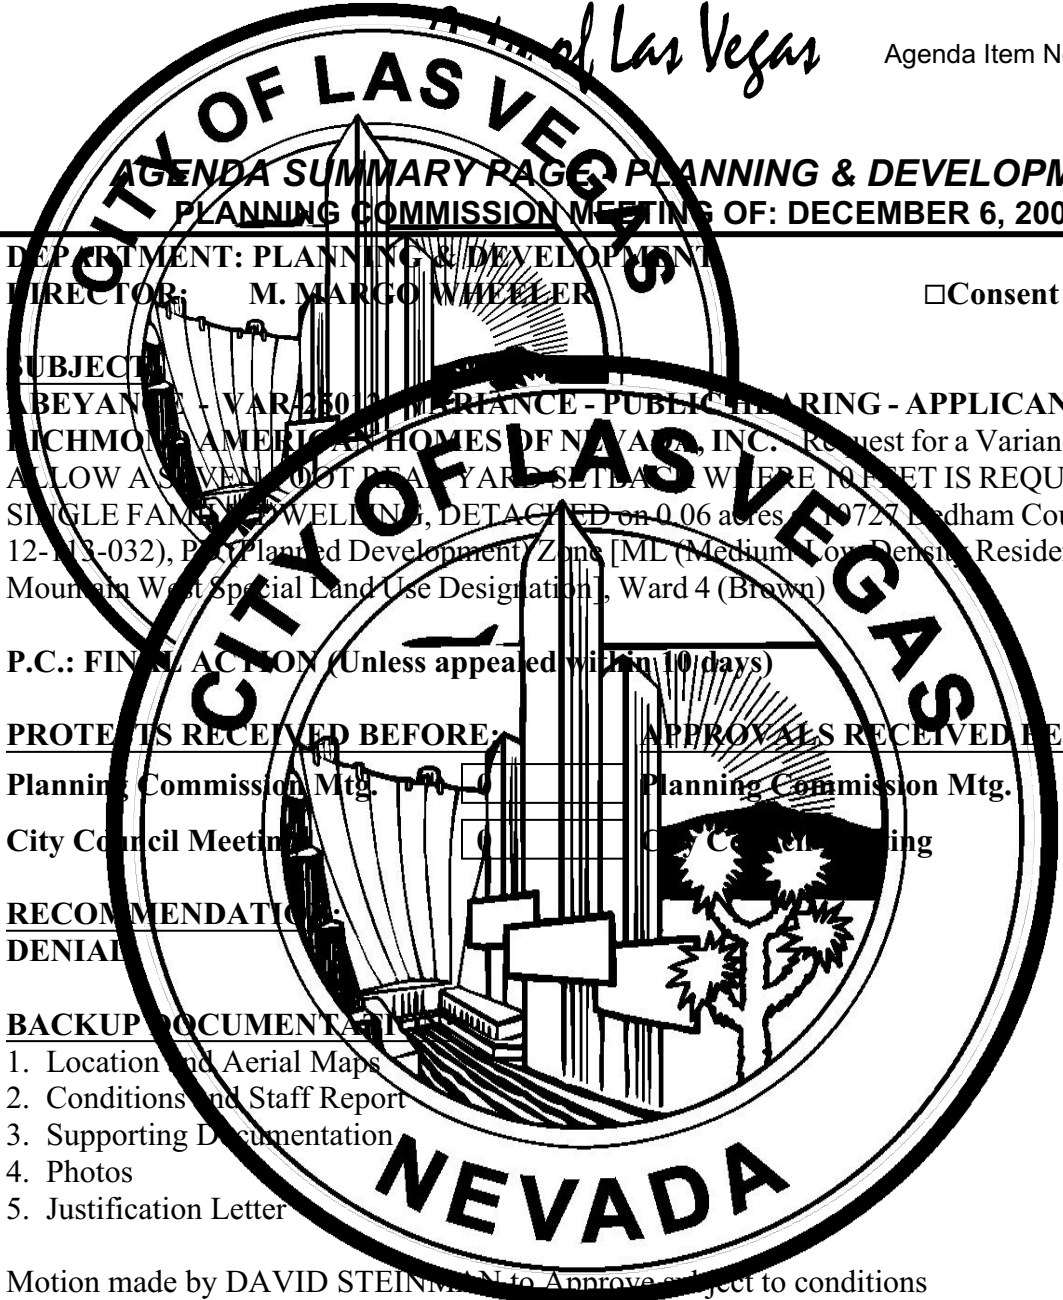 City of Las Vegas
Agenda Item N
AGENDA SUMMARY PAGE - PLANNING & DEVELOPM
PLANNING COMMISSION MEETING OF: DECEMBER 6, 200
DEPARTMENT: PLANNING & DEVELOPMENT
DIRECTOR: M. MARGO WHEELER □Consent
SUBJECT:
ABEYANCE - VARIANCE - PUBLIC HEARING - APPLICAN
RICHMOND AMERICAN HOMES OF NEVADA, INC. Request for a Varian
ALLOW A SEVEN FOOT REAR YARD SETBACK WHERE 10 FEET IS REQU
SINGLE FAMILY DWELLING, DETACHED on 0.06 acres at 10727 Dedham Cou
12-113-032), PD (Planned Development) Zone [ML (Medium-Low Density Reside
Mountain West Special Land Use Designation], Ward 4 (Brown)
P.C.: FINAL ACTION (Unless appealed within 10 days)
PROTESTS RECEIVED BEFORE: APPROVALS RECEIVED BE
Planning Commission Mtg. 0 Planning Commission Mtg.
City Council Meeting 0 City Council Meeting
RECOMMENDATION:
DENIAL
BACKUP DOCUMENTATION:
1. Location and Aerial Maps
2. Conditions and Staff Report
3. Supporting Documentation
4. Photos
5. Justification Letter
Motion made by DAVID STEINMAN to Approve subject to conditions
CITY OF LAS VEGAS
CITY OF LAS VEGAS
NEVADA